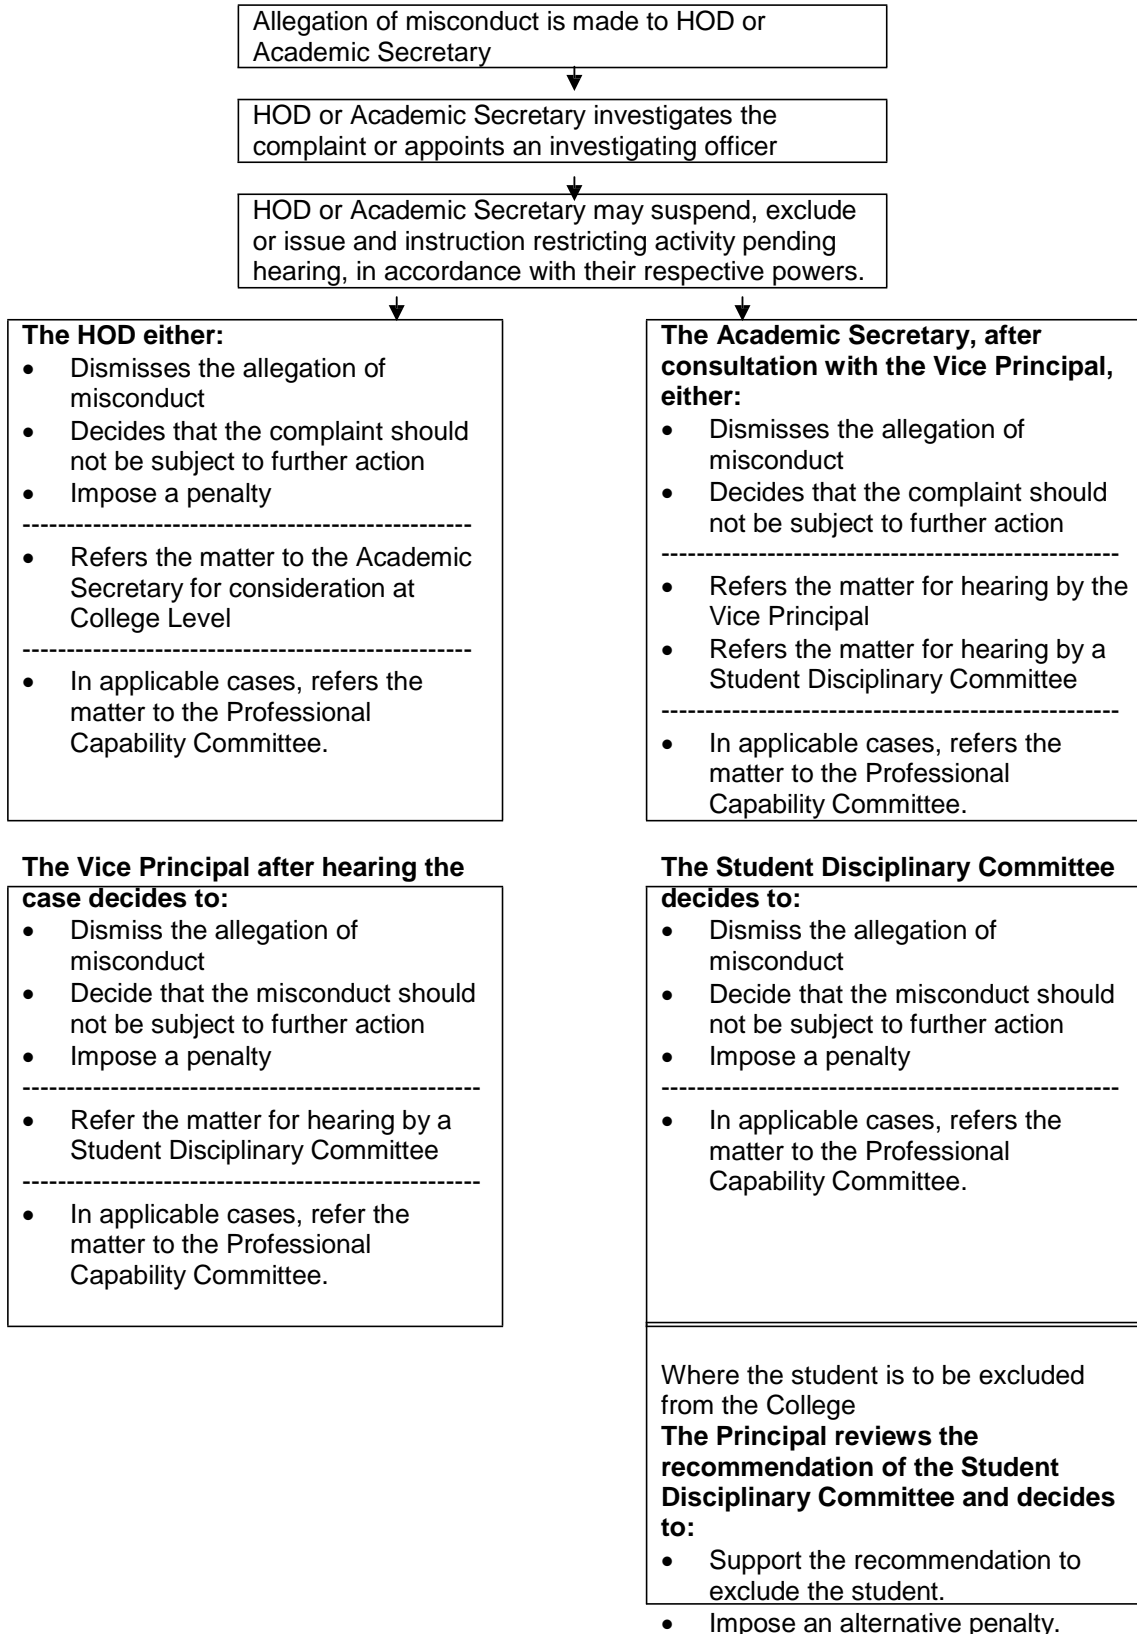 Allegation of misconduct is made to HOD or
Academic Secretary
HOD or Academic Secretary investigates the
complaint or appoints an investigating officer
HOD or Academic Secretary may suspend, exclude
or issue and instruction restricting activity pending
hearing, in accordance with their respective powers.
The HOD either:
• Dismisses the allegation of
misconduct
• Decides that the complaint should
not be subject to further action
• Impose a penalty
---------------------------------------------------
• Refers the matter to the Academic
Secretary for consideration at
College Level
---------------------------------------------------
• In applicable cases, refers the
matter to the Professional
Capability Committee.
The Academic Secretary, after
consultation with the Vice Principal,
either:
• Dismisses the allegation of
misconduct
• Decides that the complaint should
not be subject to further action
----------------------------------------------------
• Refers the matter for hearing by the
Vice Principal
• Refers the matter for hearing by a
Student Disciplinary Committee
----------------------------------------------------
• In applicable cases, refers the
matter to the Professional
Capability Committee.
The Vice Principal after hearing the
case decides to:
• Dismiss the allegation of
misconduct
• Decide that the misconduct should
not be subject to further action
• Impose a penalty
----------------------------------------------------
• Refer the matter for hearing by a
Student Disciplinary Committee
----------------------------------------------------
• In applicable cases, refer the
matter to the Professional
Capability Committee.
The Student Disciplinary Committee
decides to:
• Dismiss the allegation of
misconduct
• Decide that the misconduct should
not be subject to further action
• Impose a penalty
----------------------------------------------------
• In applicable cases, refers the
matter to the Professional
Capability Committee.
Where the student is to be excluded
from the College
The Principal reviews the
recommendation of the Student
Disciplinary Committee and decides
to:
• Support the recommendation to
exclude the student.
• Impose an alternative penalty.